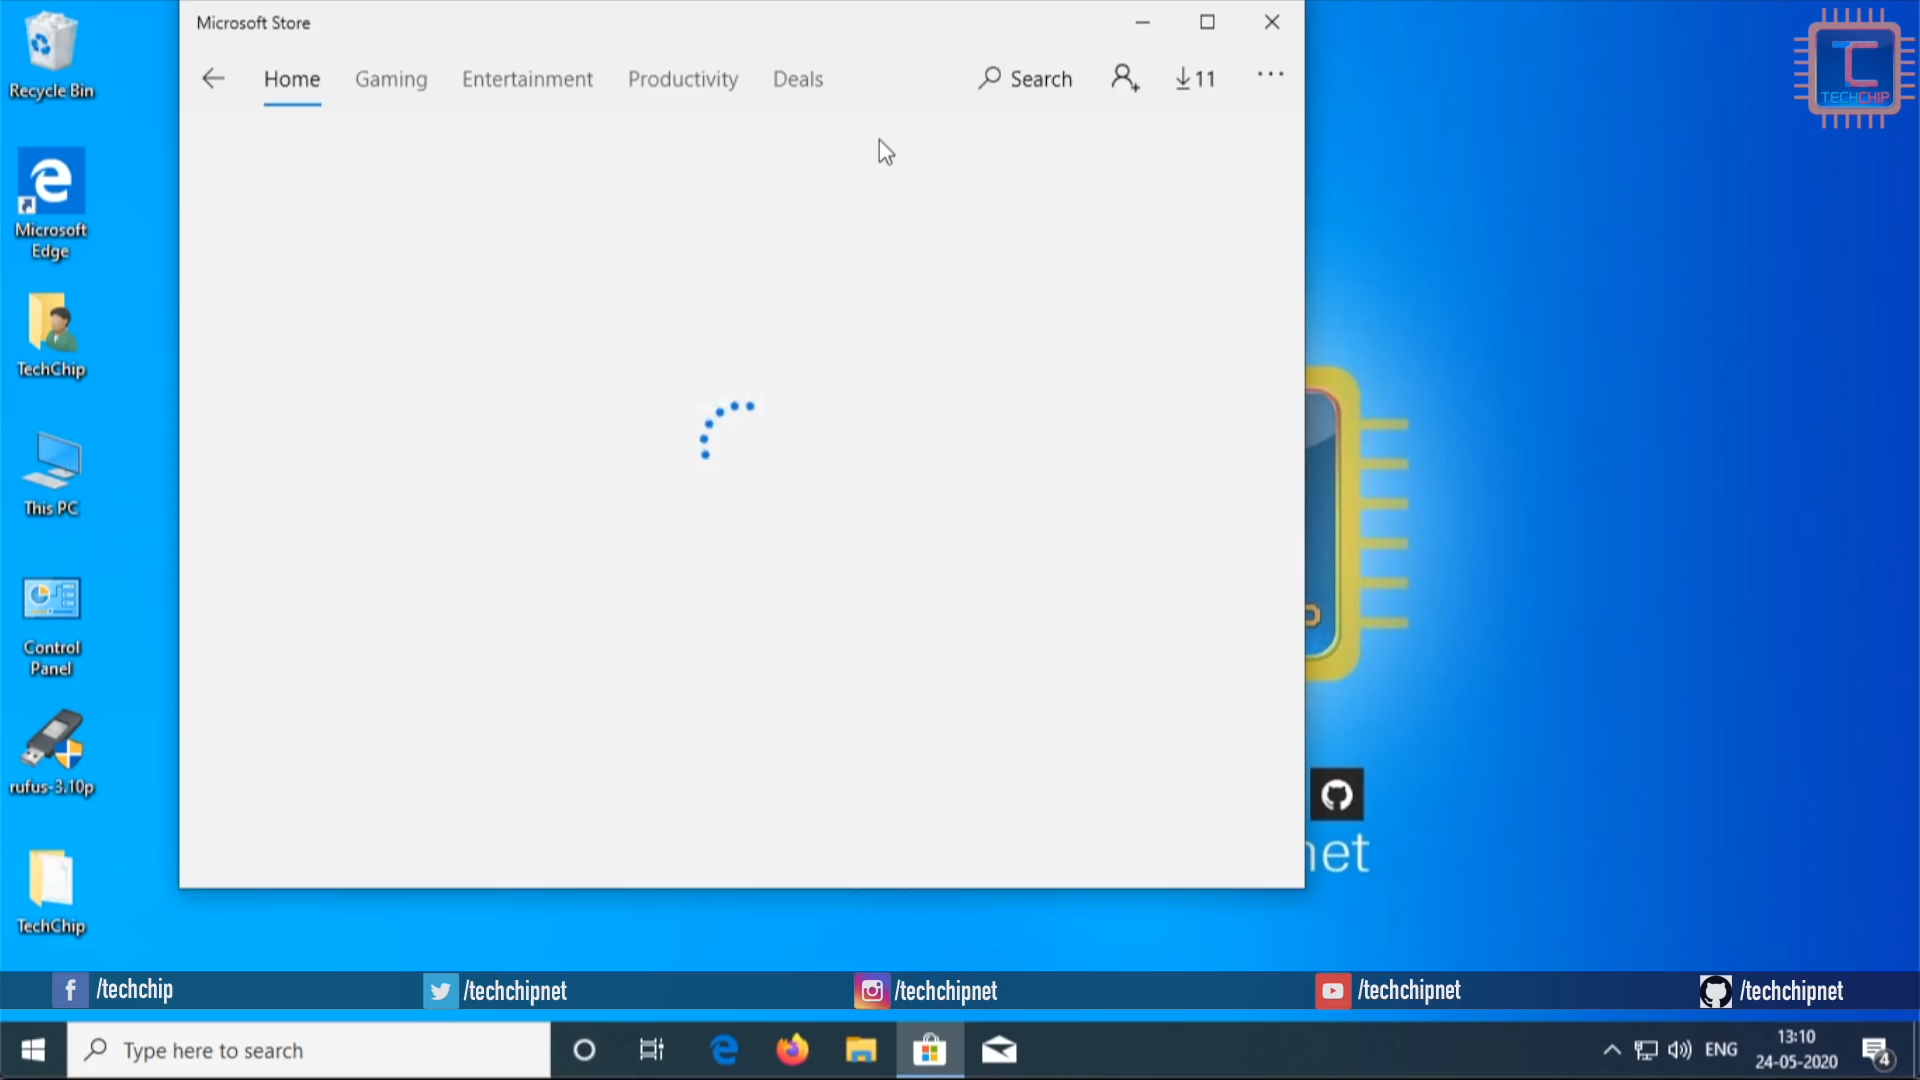 Microsoft Store
Home Gaming Entertainment Productivity Deals Search 11
TECHCHIP
Recycle Bin
Microsoft
Edge
TechChip
This PC
Control
Panel
rufus-3.10p
TechChip
net
/techchip /techchipnet /techchipnet /techchipnet /techchipnet
Type here to search
ENG
13:10
24-05-2020
4